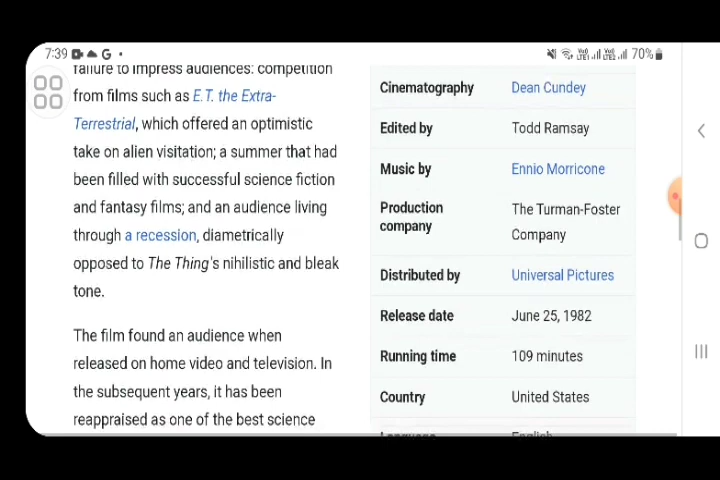 7:39 G 70%
failure to impress audiences: competition
from films such as E.T. the Extra-
Terrestrial, which offered an optimistic
take on alien visitation; a summer that had
been filled with successful science fiction
and fantasy films; and an audience living
through a recession, diametrically
opposed to The Thing's nihilistic and bleak
tone.
The film found an audience when
released on home video and television. In
the subsequent years, it has been
reappraised as one of the best science
Cinematography Dean Cundey
Edited by Todd Ramsay
Music by Ennio Morricone
Production The Turman-Foster
company Company
Distributed by Universal Pictures
Release date June 25, 1982
Running time 109 minutes
Country United States
Language English